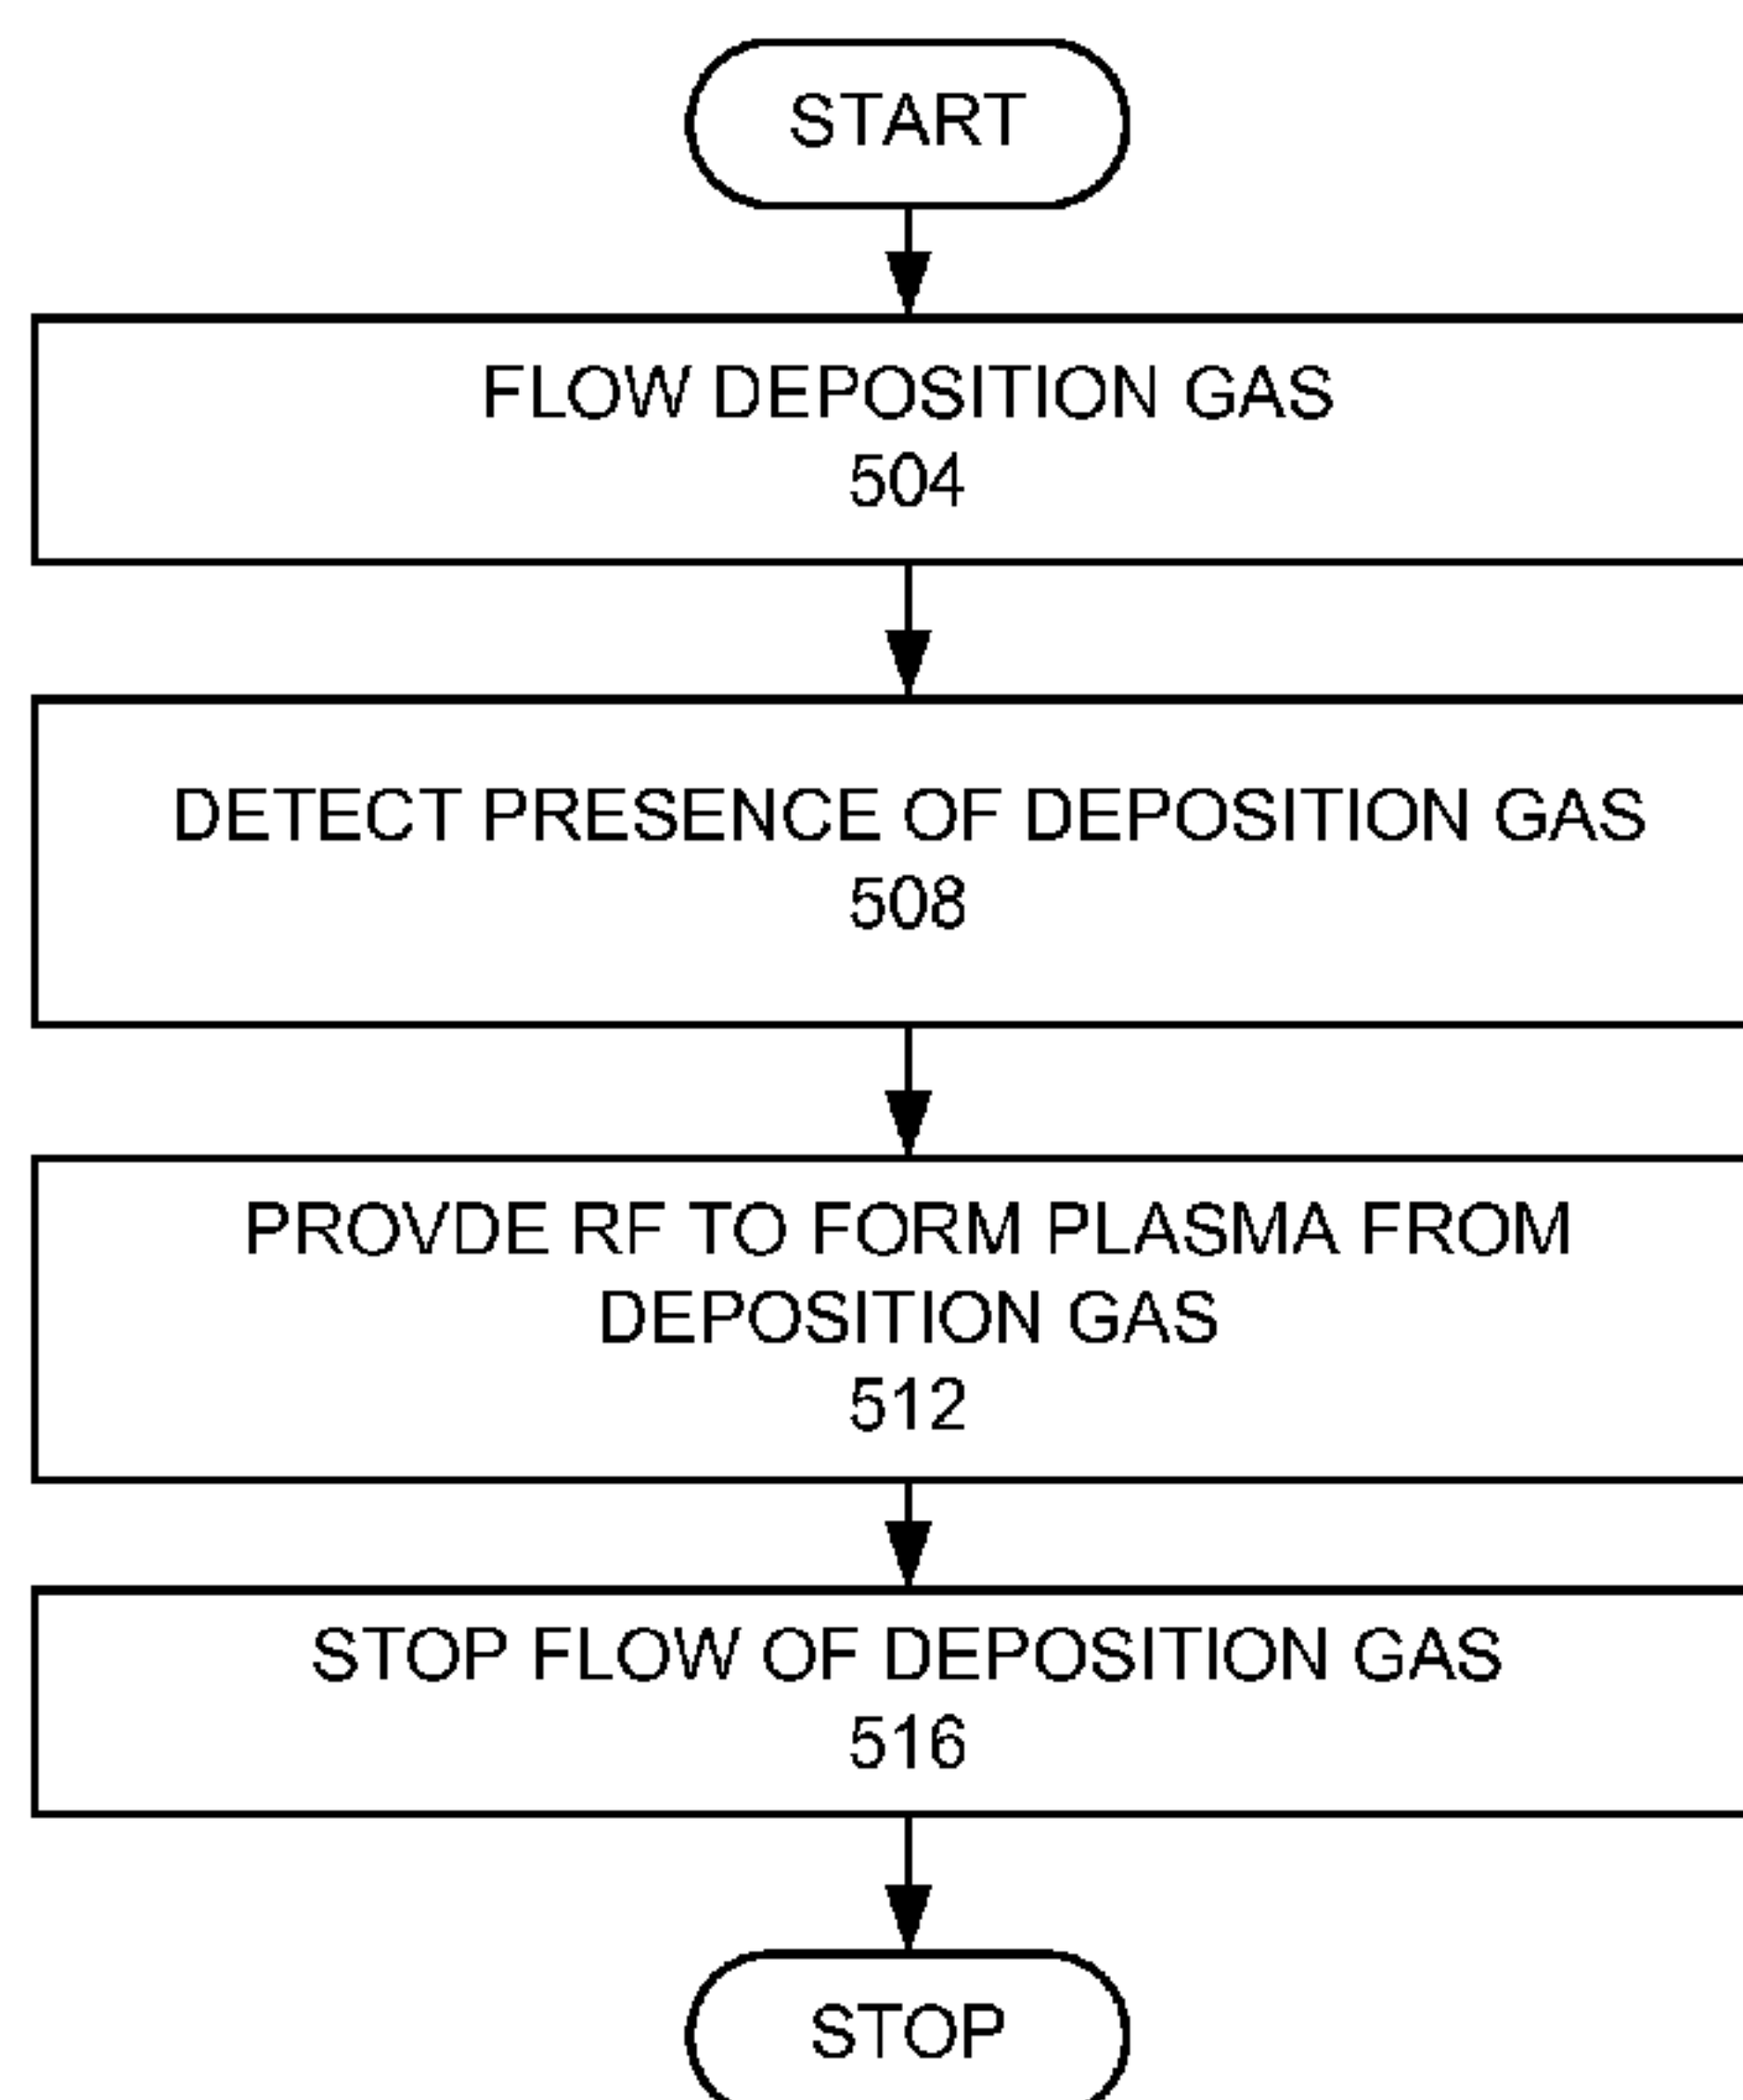 START
FLOW DEPOSITION GAS
504
DETECT PRESENCE OF DEPOSITION GAS
508
PROVDE RF TO FORM PLASMA FROM
DEPOSITION GAS
512
STOP FLOW OF DEPOSITION GAS
516
STOP